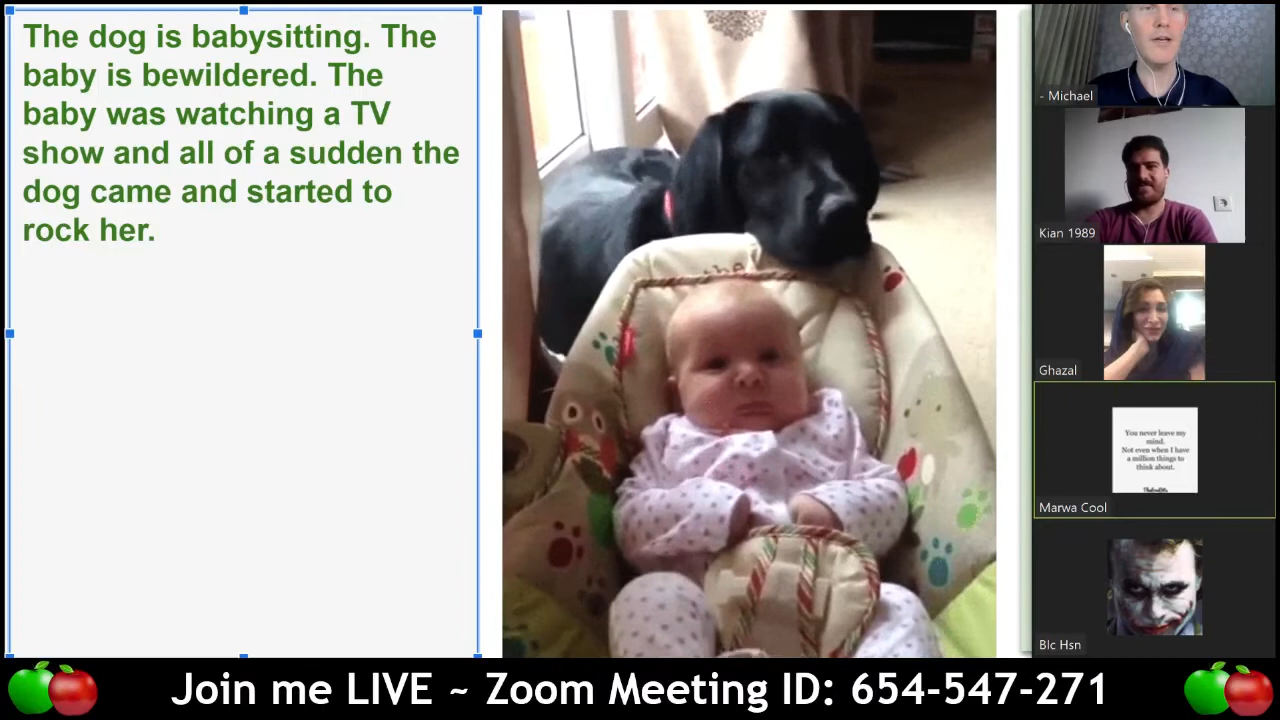 The dog is babysitting. The
baby is bewildered. The
baby was watching a TV
show and all of a sudden the
dog came and started to
rock her.
the
- Michael
Kian 1989
Ghazal
You never leave my
mind.
Not even when I have
a million things to
think about.
Marwa Cool
Blc Hsn
Join me LIVE ~ Zoom Meeting ID: 654-547-271